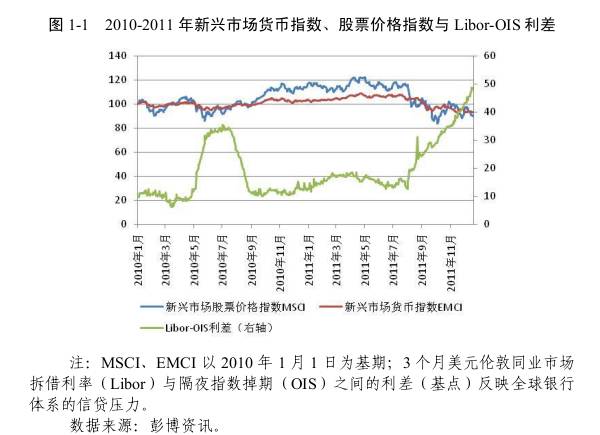 图 1-1 2010-2011 年新兴市场货币指数、股票价格指数与 Libor-OIS 利差
140 60
120 50
100 40
80 30
60
40 20
20 10
0 0
2010年1月 2010年3月 2010年5月 2010年7月 2010年9月 2010年11月 2011年1月 2011年3月 2011年5月 2011年7月 2011年9月 2011年11月
新兴市场股票价格指数MSCI 新兴市场货币指数EMCI
Libor-OIS利差（右轴）
注：MSCI、EMCI 以 2010 年 1 月 1 日为基期；3 个月美元伦敦同业市场
拆借利率（Libor）与隔夜指数掉期（OIS）之间的利差（基点）反映全球银行
体系的信贷压力。
数据来源：彭博资讯。